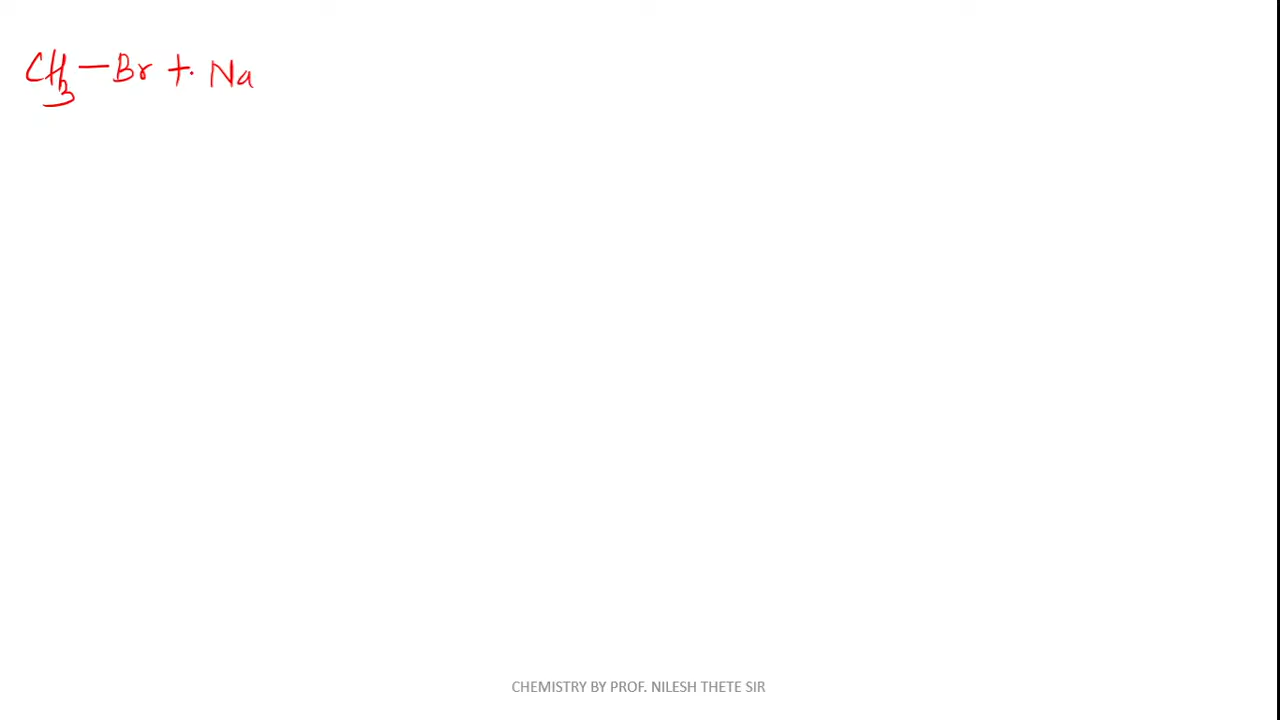 CH₃ — Br + Na
CHEMISTRY BY PROF. NILESH THETE SIR